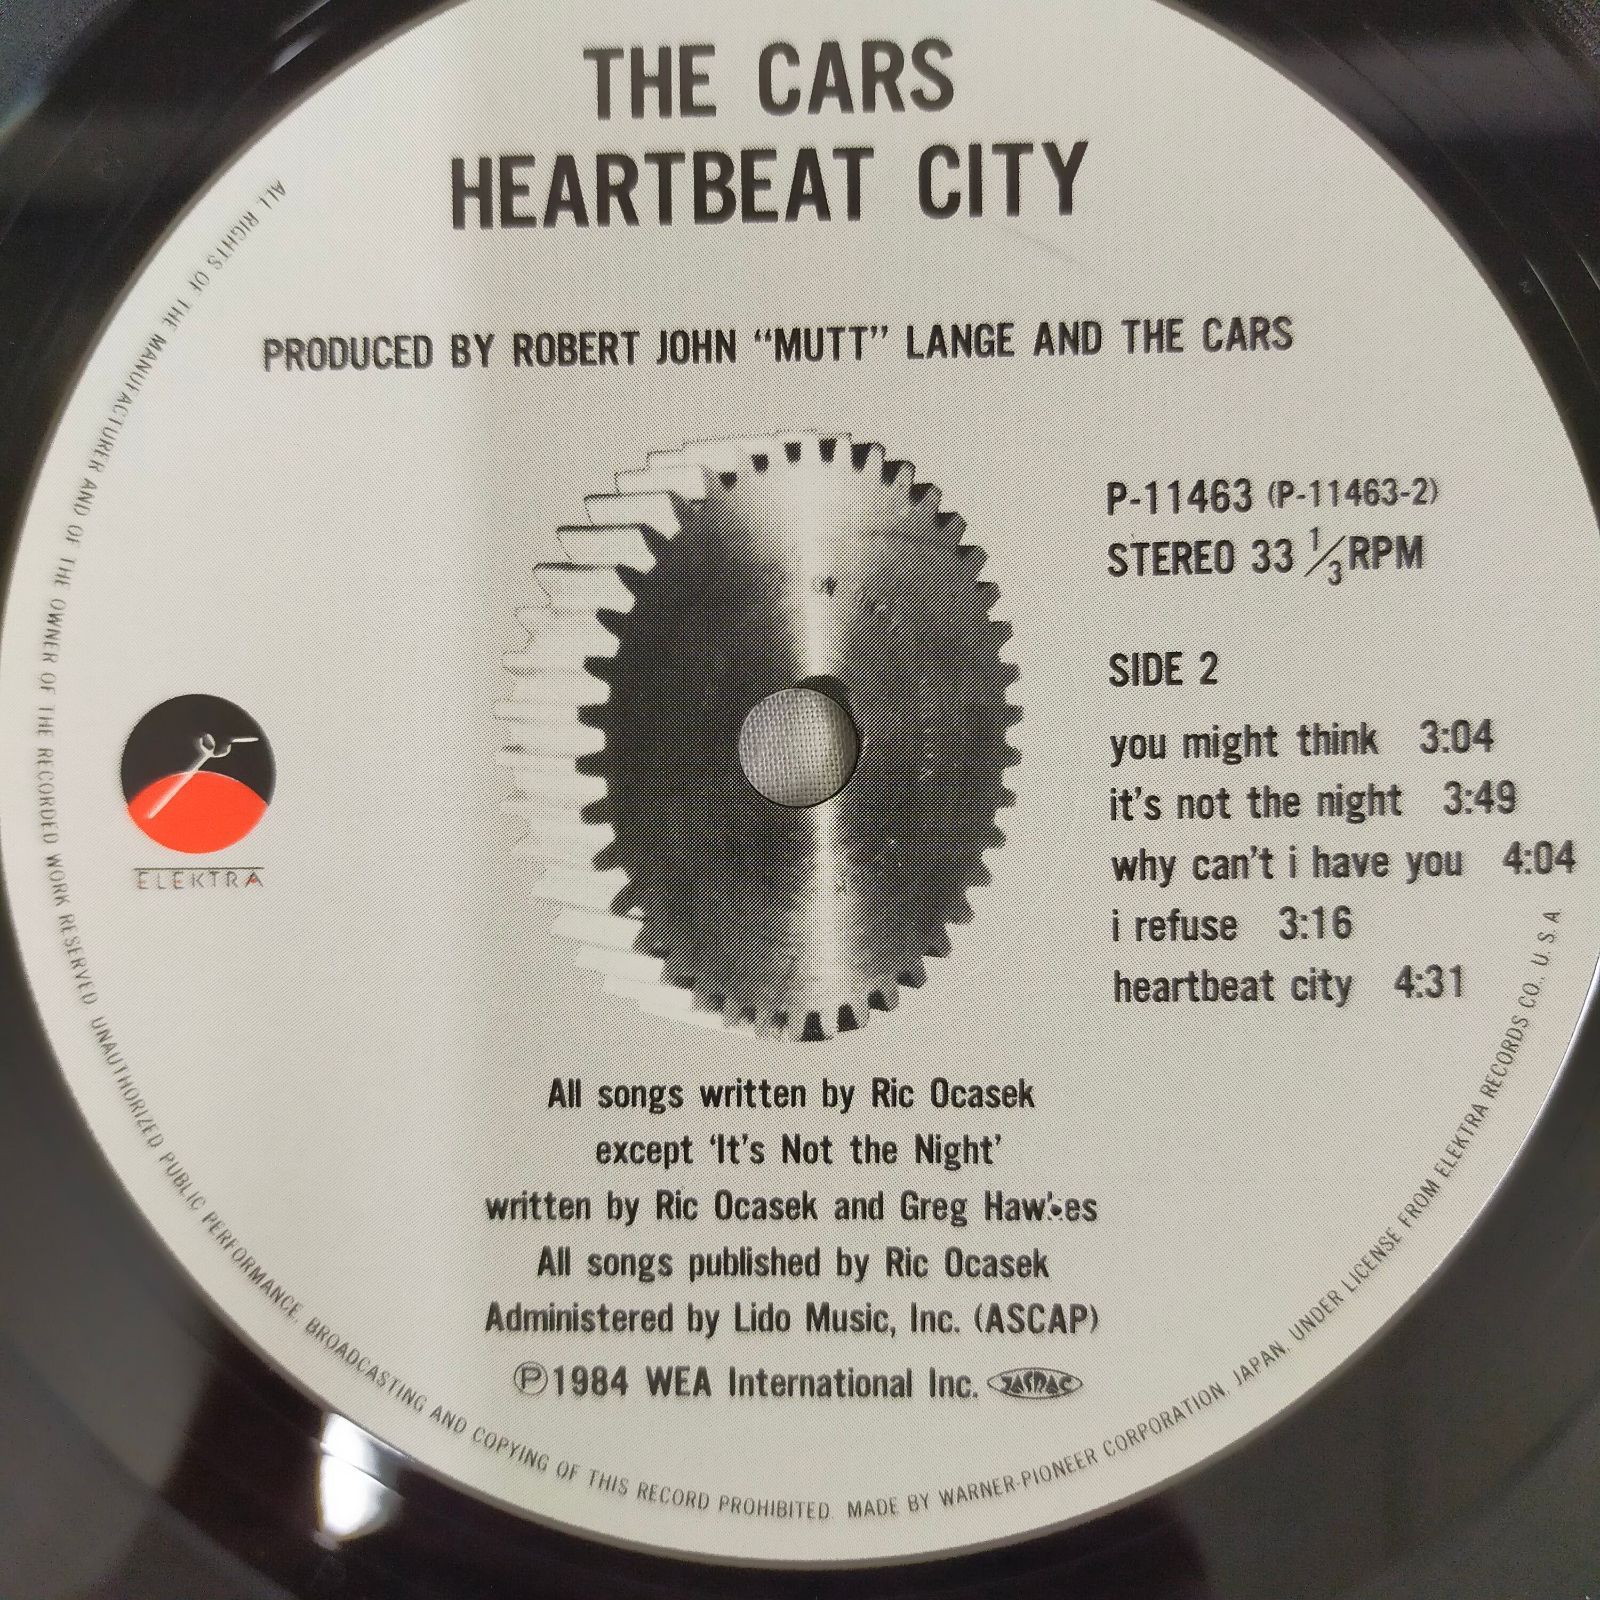 THE CARS
HEARTBEAT CITY
PRODUCED BY ROBERT JOHN “MUTT” LANGE AND THE CARS
P-11463 (P-11463-2)
STEREO 33 1/3 RPM
SIDE 2
you might think 3:04
it's not the night 3:49
why can't i have you 4:04
i refuse 3:16
heartbeat city 4:31
ELEKTRA
All songs written by Ric Ocasek
except ‘It's Not the Night’
written by Ric Ocasek and Greg Hawkes
All songs published by Ric Ocasek
Administered by Lido Music, Inc. (ASCAP)
Ⓟ1984 WEA International Inc. JASRAC
ALL RIGHTS OF THE MANUFACTURER AND OF THE OWNER OF THE RECORDED WORK RESERVED. UNAUTHORIZED PUBLIC PERFORMANCE, BROADCASTING AND COPYING OF THIS RECORD PROHIBITED. MADE BY WARNER-PIONEER CORPORATION, JAPAN, UNDER LICENSE FROM ELEKTRA RECORDS CO., U.S.A.